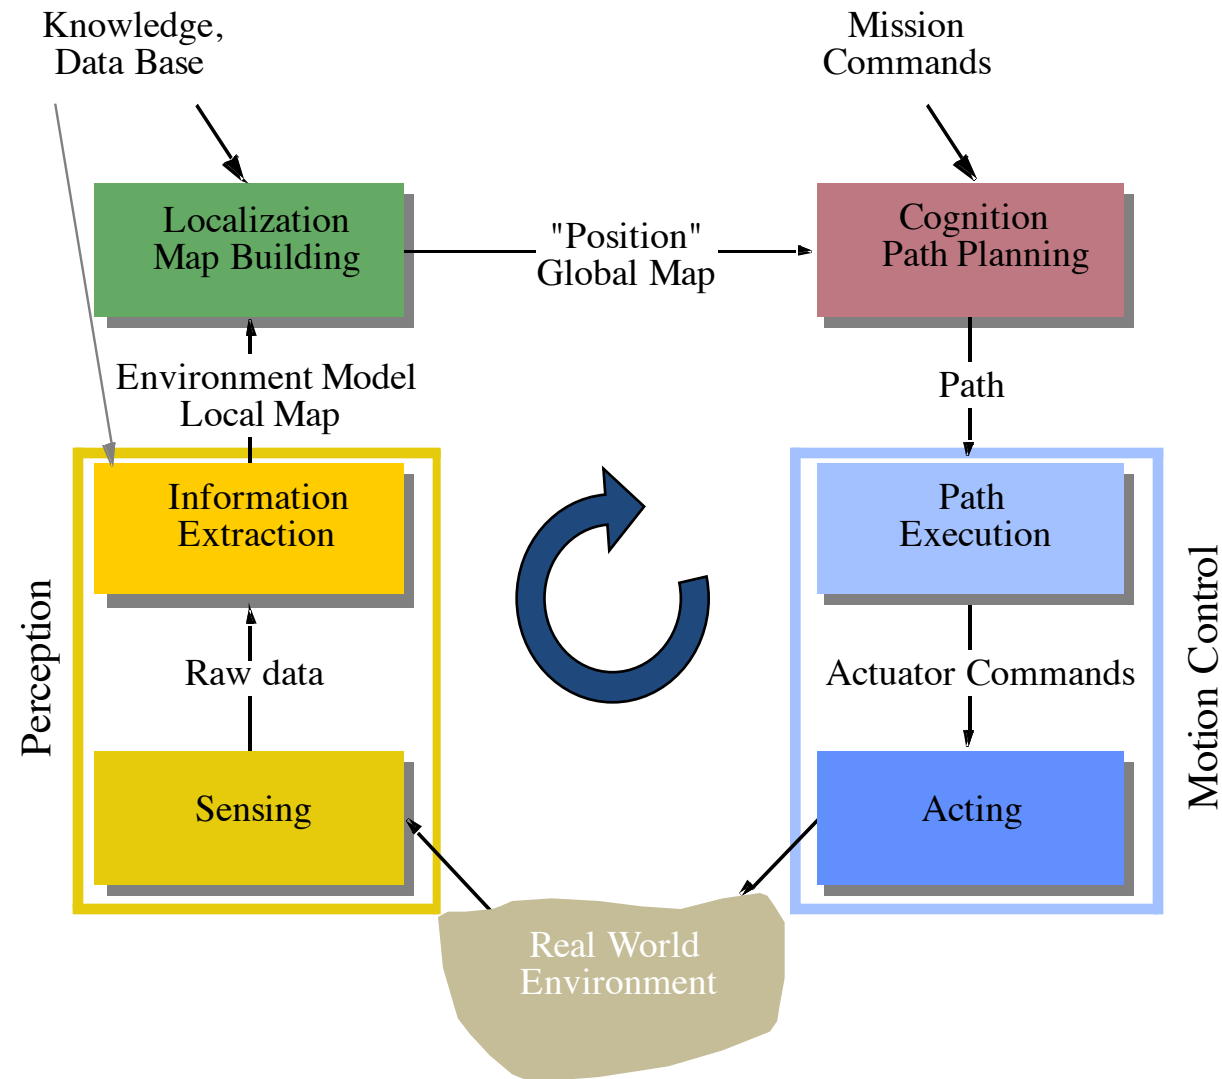 Knowledge,
Data Base
Mission
Commands
Localization
Map Building
"Position"
Global Map
Cognition
Path Planning
Environment Model
Local Map
Path
Information
Extraction
Path
Execution
Perception
Raw data
Actuator Commands
Motion Control
Sensing
Acting
Real World
Environment